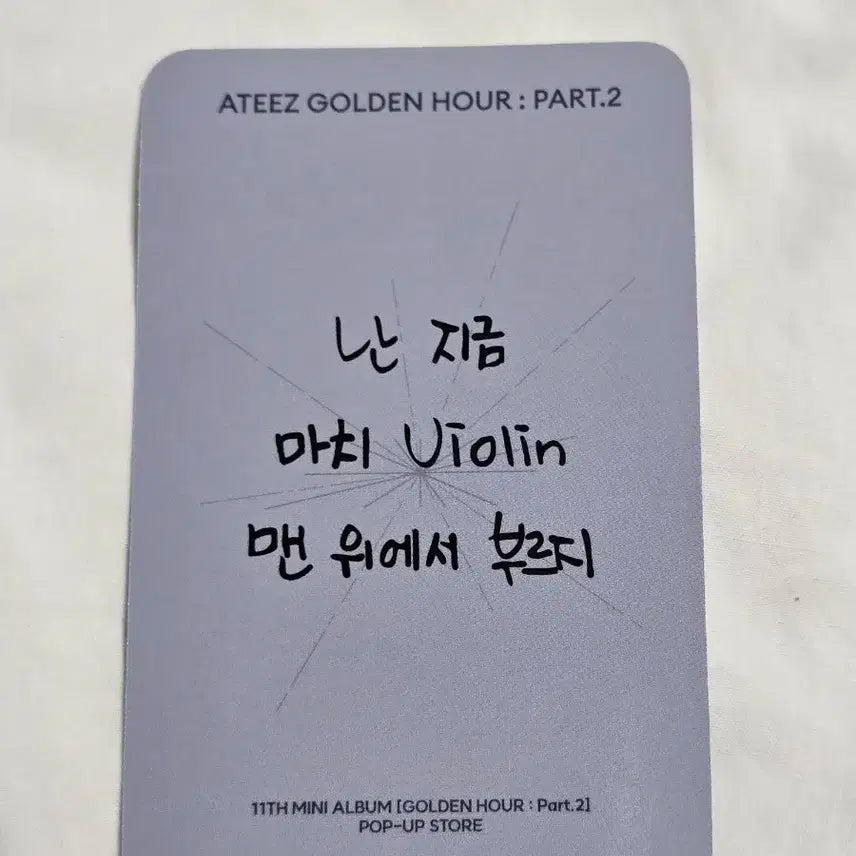 ATEEZ GOLDEN HOUR : PART.2
난 지금
마치 Violin
맨 위에서 부르지
11TH MINI ALBUM [GOLDEN HOUR : Part.2]
POP-UP STORE